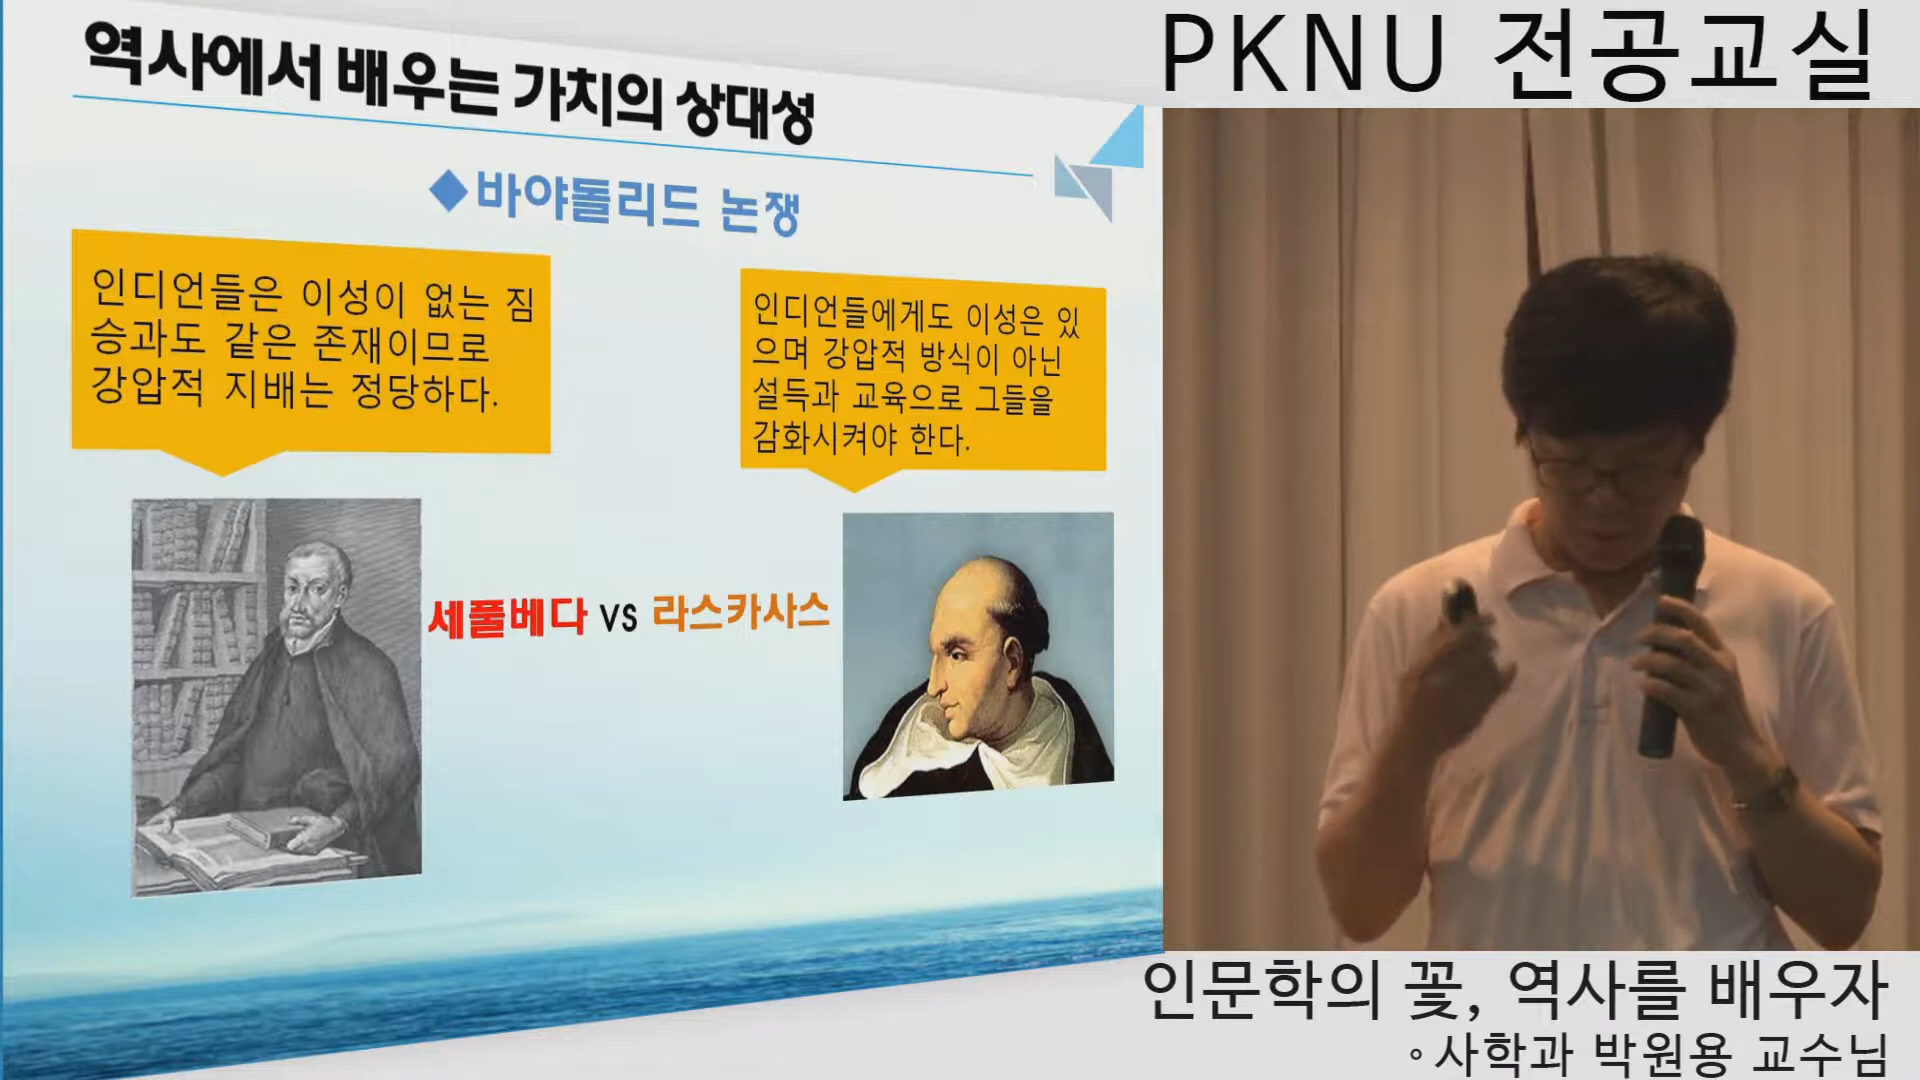 PKNU 전공교실
역사에서 배우는 가치의 상대성
◆바야돌리드 논쟁
인디언들은 이성이 없는 짐
승과도 같은 존재이므로
강압적 지배는 정당하다.
인디언들에게도 이성은 있
으며 강압적 방식이 아닌
설득과 교육으로 그들을
감화시켜야 한다.
세풀베다 vs 라스카사스
인문학의 꽃, 역사를 배우자
◦사학과 박원용 교수님